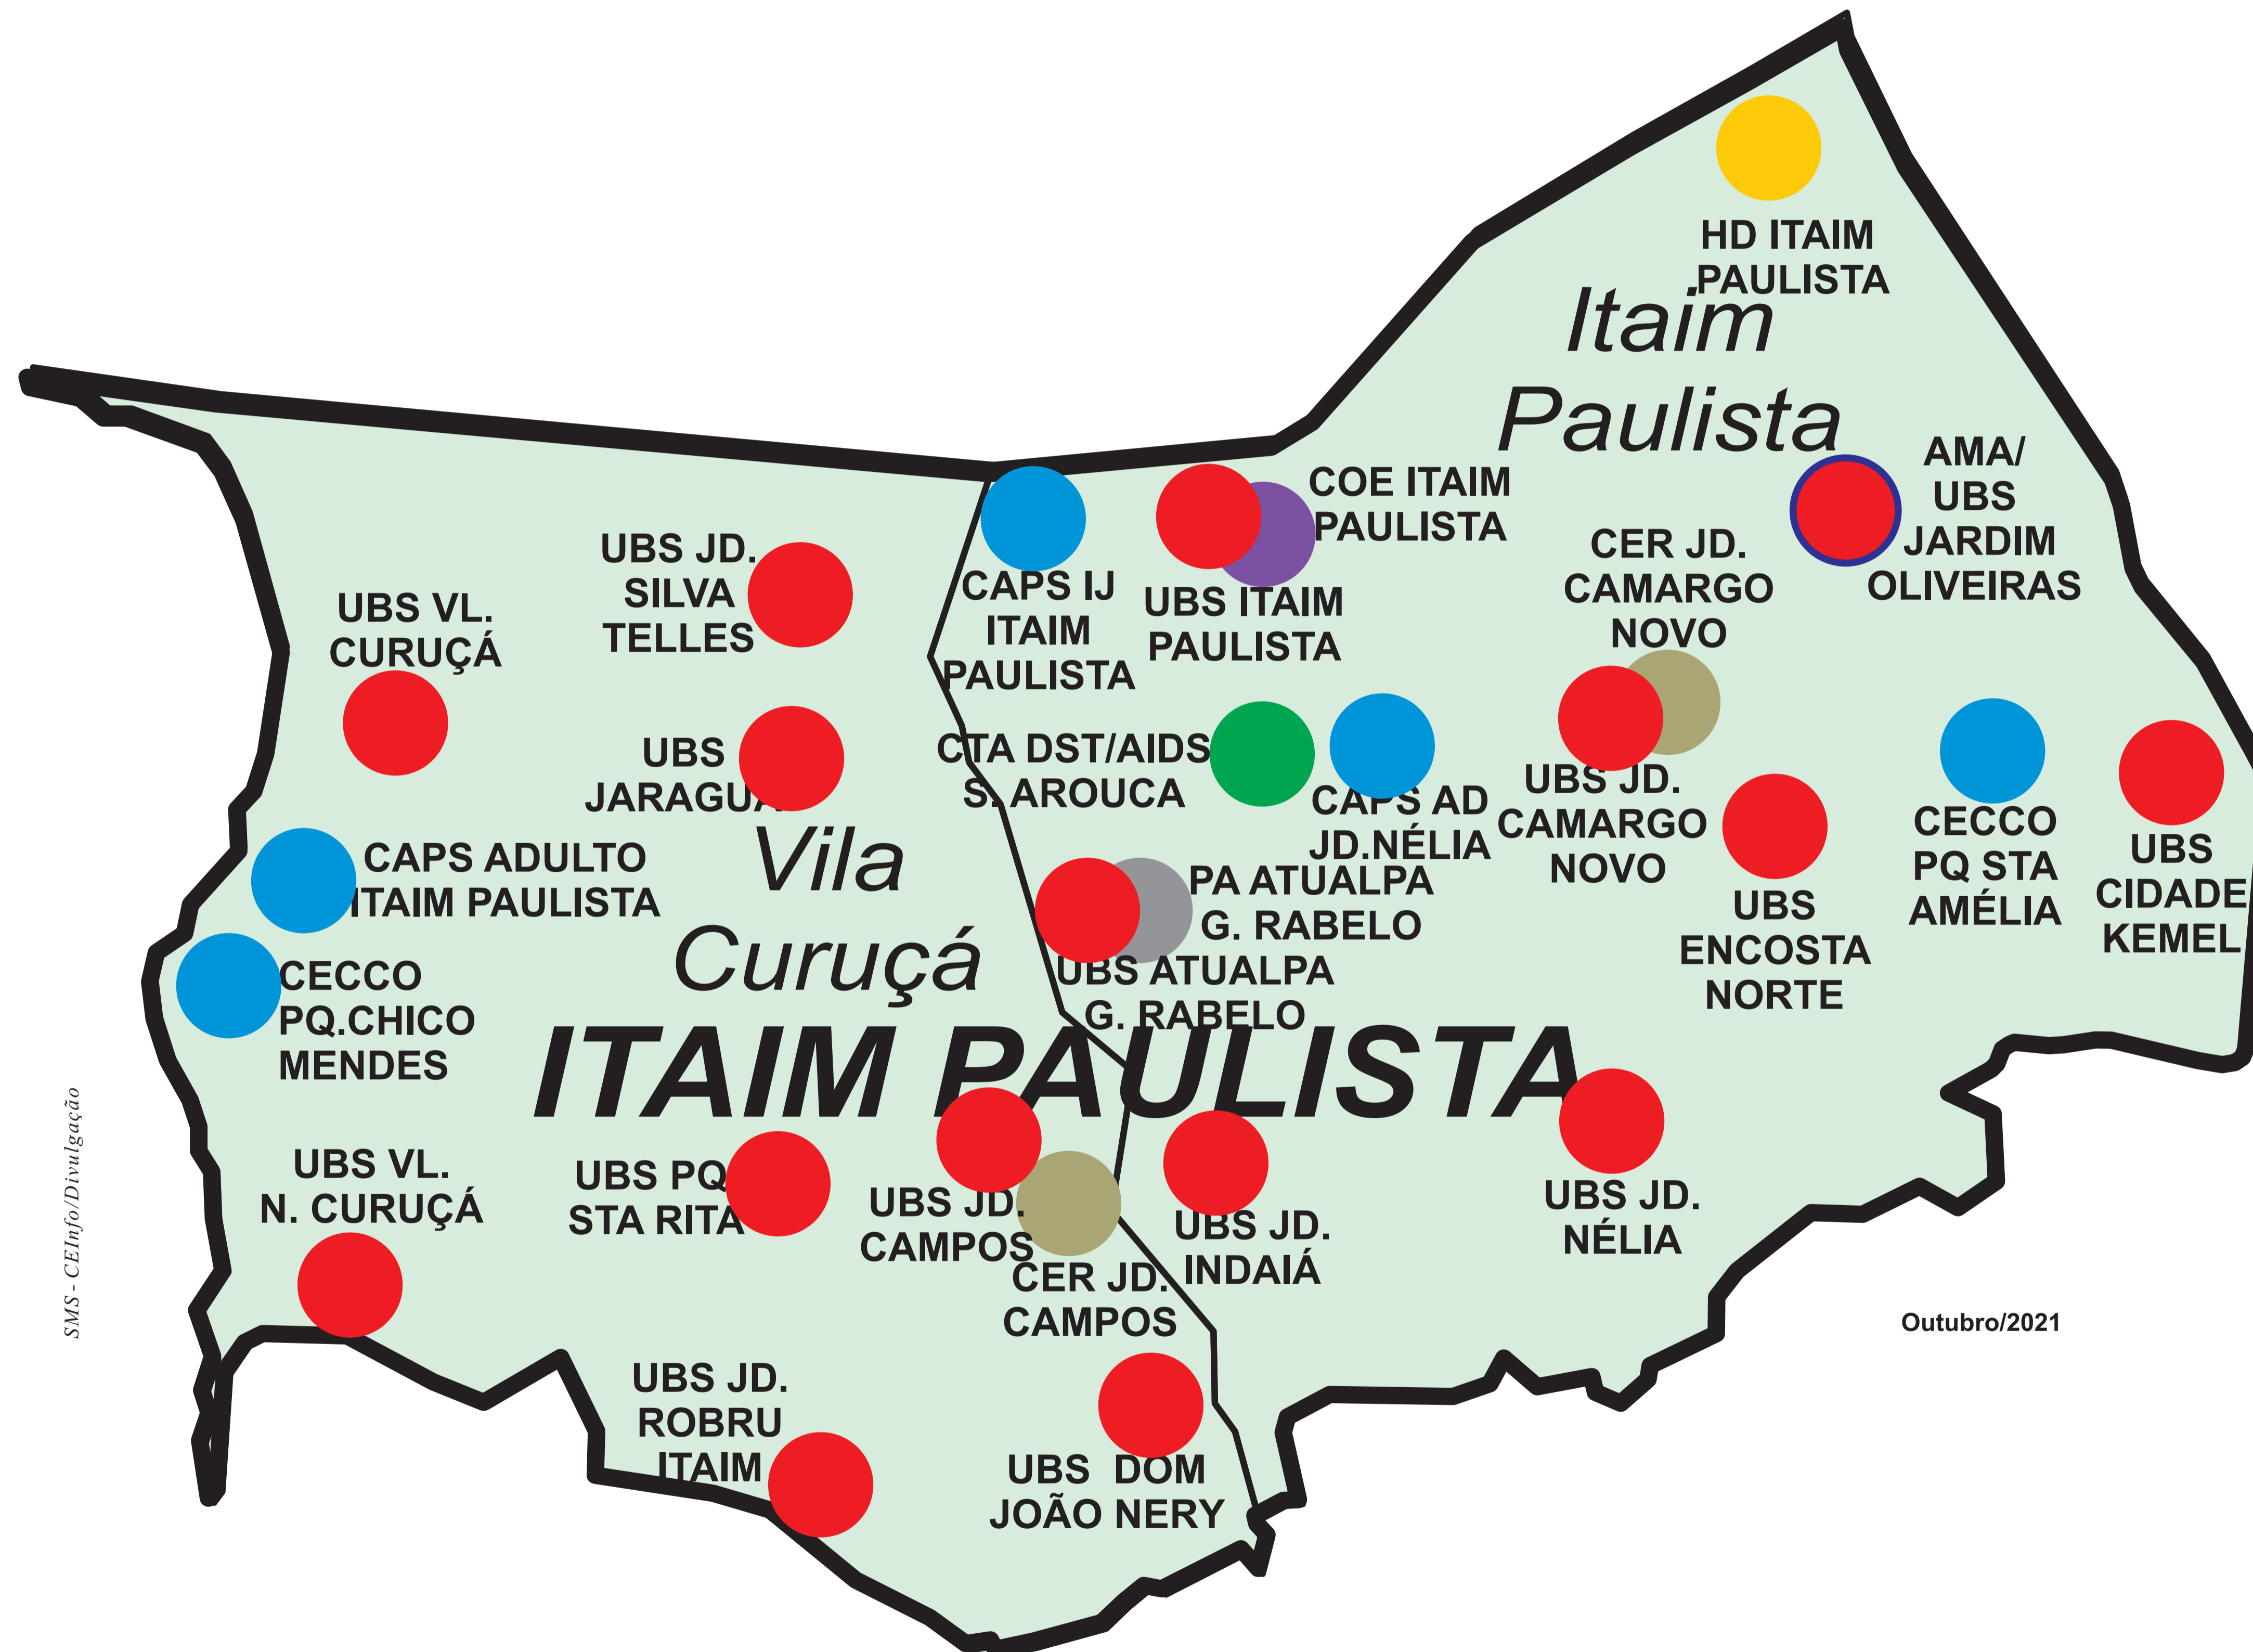 HD ITAIM
PAULISTA
Itaim
Paulista
AMA/
UBS
JARDIM
OLIVEIRAS
COE ITAIM
PAULISTA
CER JD.
CAMARGO
NOVO
UBS JD.
SILVA
TELLES
CAPS IJ
ITAIM
PAULISTA
UBS ITAIM
PAULISTA
UBS VL.
CURUÇÁ
UBS
JARAGUÁ
CTA DST/AIDS
S. AROUCA
CAPS AD
JD.NÉLIA
UBS JD.
CAMARGO
NOVO
CECCO
PQ STA
AMÉLIA
UBS
CIDADE
KEMEL
CAPS ADULTO
ITAIM PAULISTA
Vila
Curuçá
PA ATUALPA
G. RABELO
UBS
ENCOSTA
NORTE
CECCO
PQ.CHICO
MENDES
UBS ATUALPA
G. RABELO
ITAIM PAULISTA
UBS VL.
N. CURUÇÁ
UBS PQ
STA RITA
UBS JD.
CAMPOS
UBS JD.
INDAIÁ
UBS JD.
NÉLIA
CER JD.
CAMPOS
Outubro/2021
UBS JD.
ROBRU
ITAIM
UBS DOM
JOÃO NERY
SMS - CEInfo/Divulgação